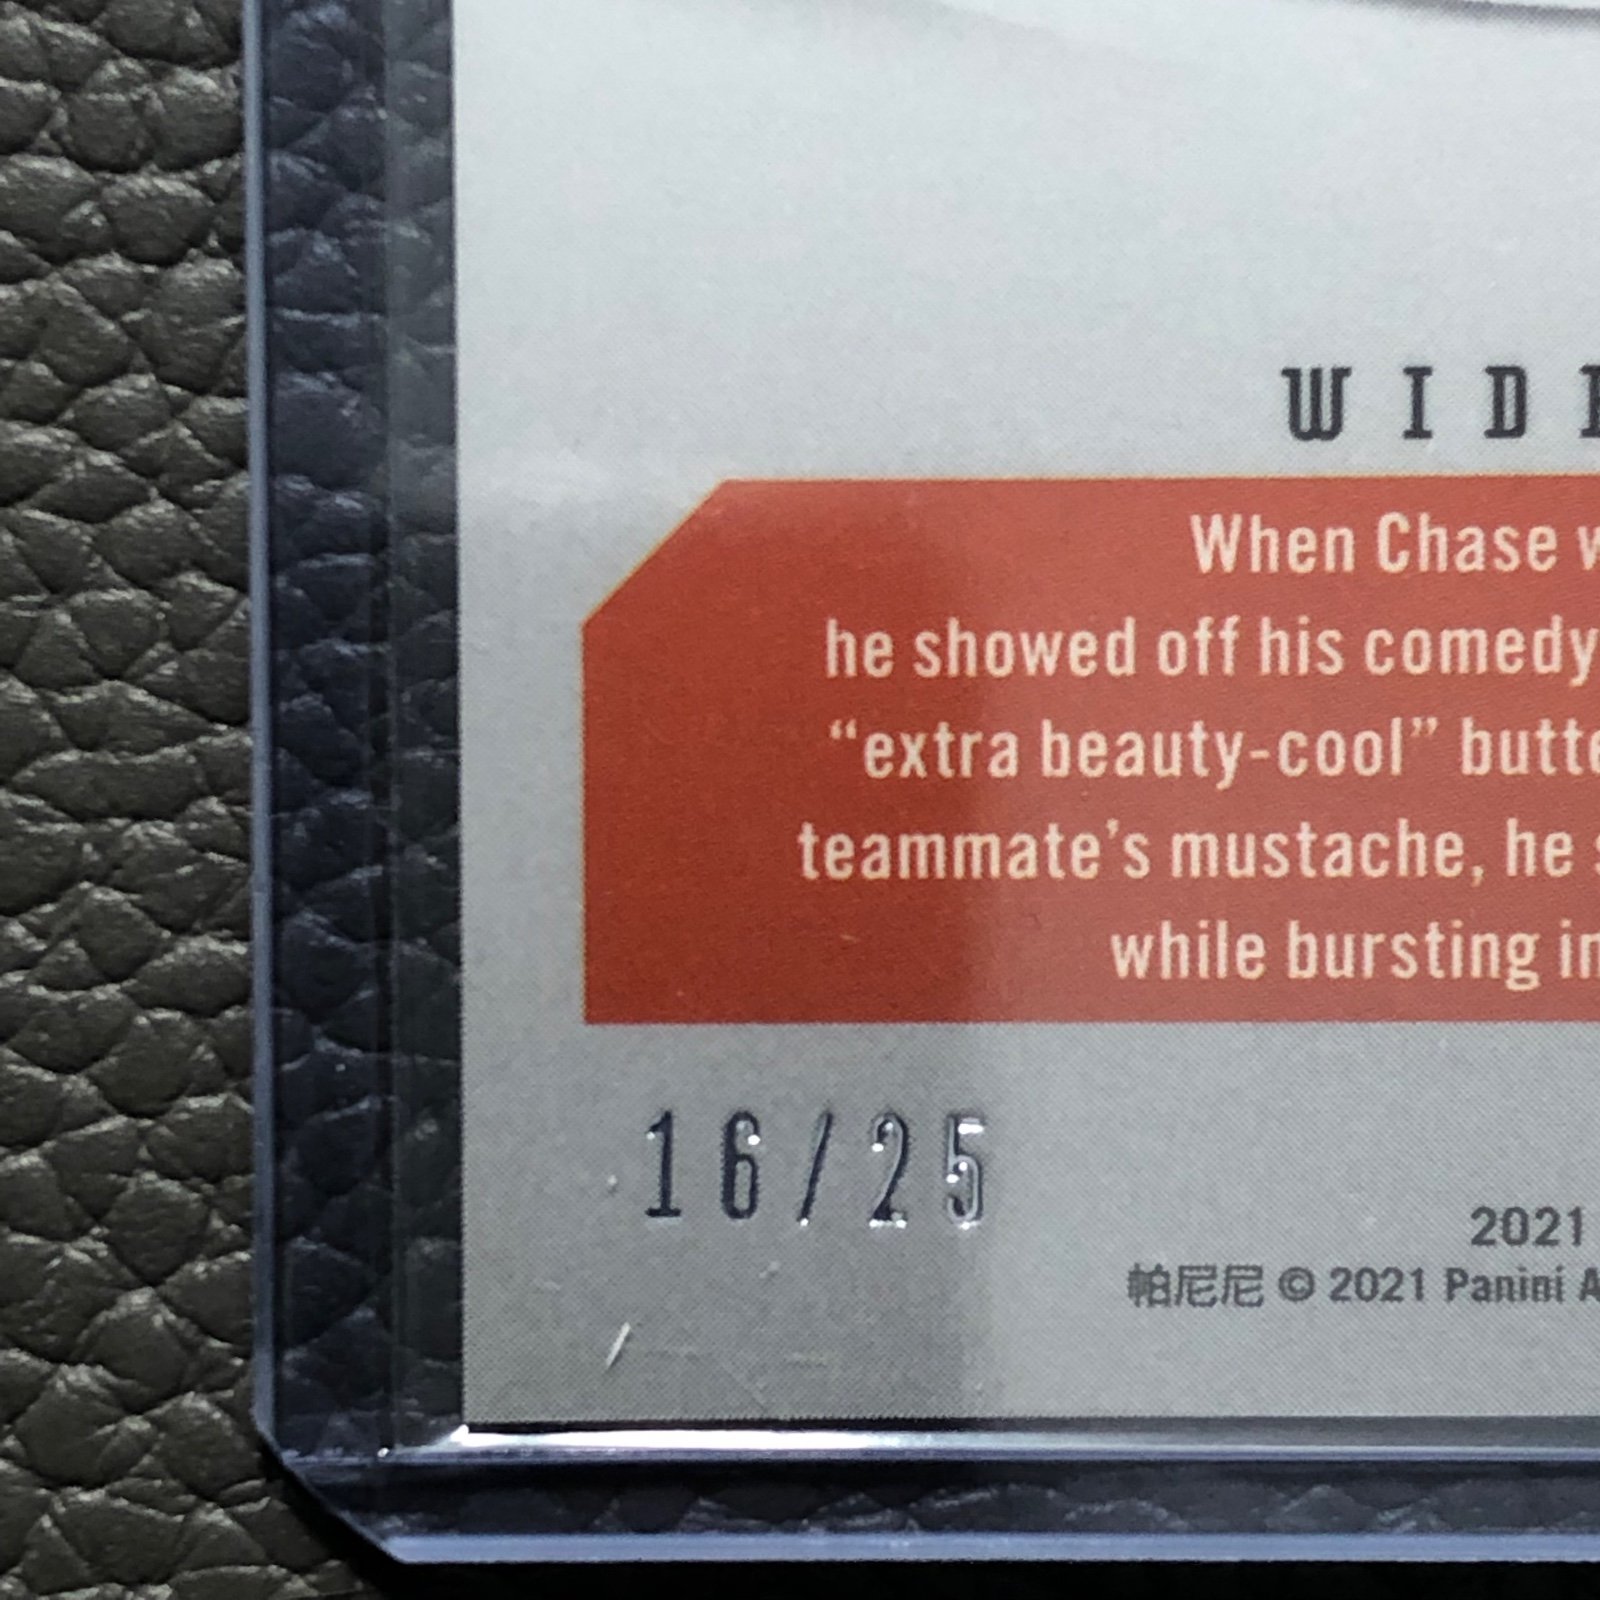 WIDE
When Chase w
he showed off his comedy
“extra beauty-cool” butte
teammate’s mustache, he s
while bursting in
16/25
2021
帕尼尼 © 2021 Panini A